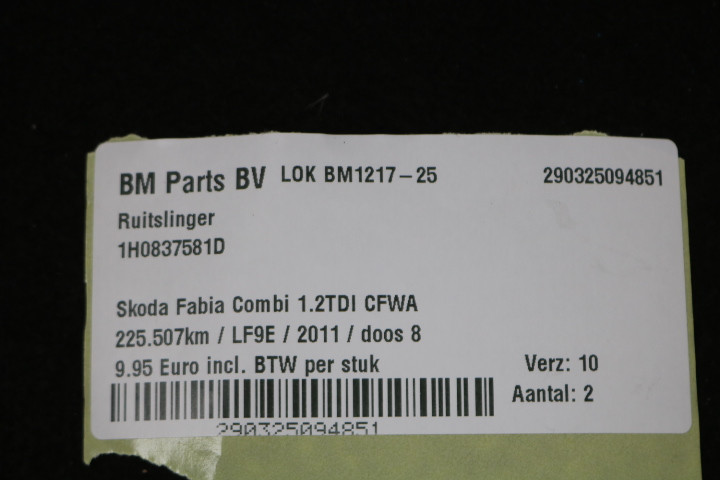 BM Parts BV LOK BM1217-25 290325094851
Ruitslinger
1H0837581D
Skoda Fabia Combi 1.2TDI CFWA
225.507km / LF9E / 2011 / doos 8
9.95 Euro incl. BTW per stuk Verz: 10
Aantal: 2
290325094851